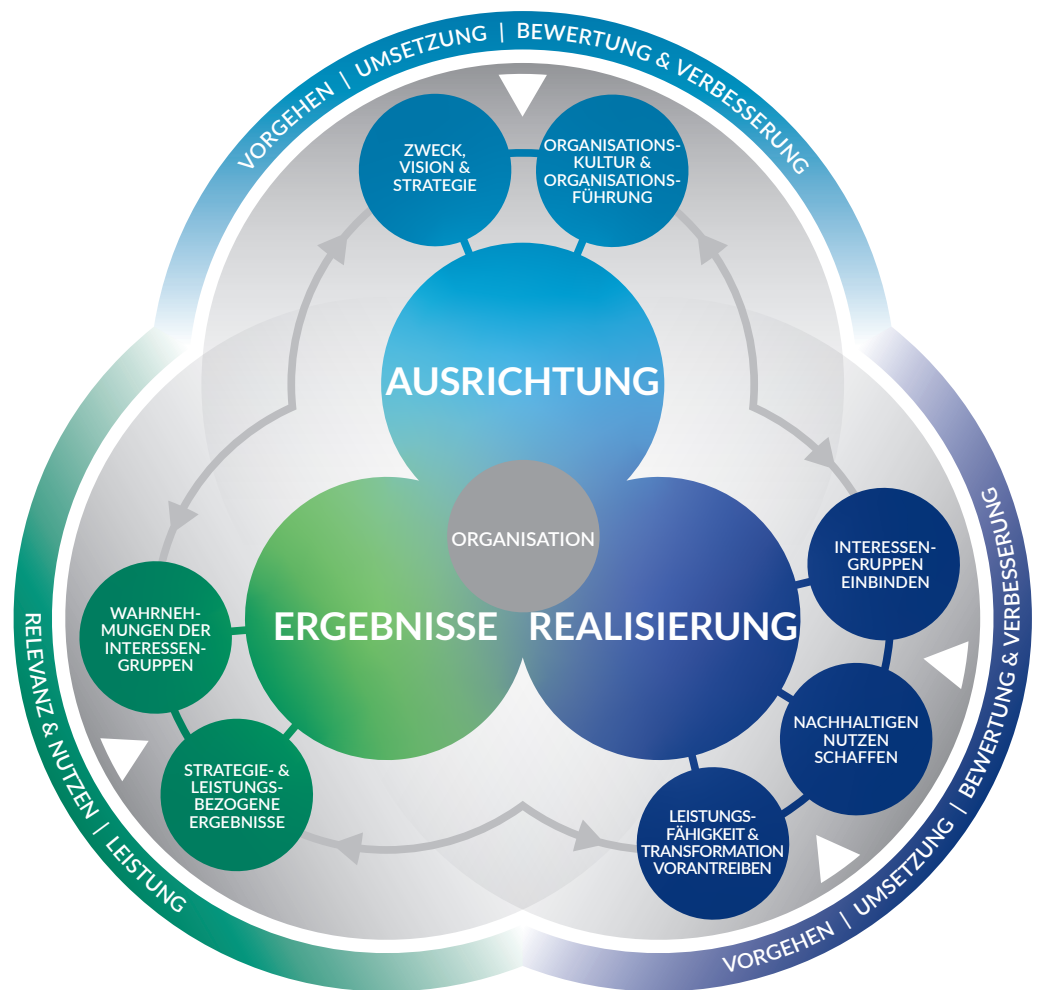 VORGEHEN | UMSETZUNG | BEWERTUNG & VERBESSERUNG
ZWECK,
VISION &
STRATEGIE
ORGANISATIONS-
KULTUR &
ORGANISATIONS-
FÜHRUNG
AUSRICHTUNG
ORGANISATION
ERGEBNISSE
REALISIERUNG
INTERESSEN-
GRUPPEN
EINBINDEN
NACHHALTIGEN
NUTZEN
SCHAFFEN
LEISTUNGS-
FÄHIGKEIT &
TRANSFORMATION
VORANTREIBEN
VORGEHEN | UMSETZUNG | BEWERTUNG & VERBESSERUNG
WAHRNEH-
MUNGEN DER
INTERESSEN-
GRUPPEN
STRATEGIE- &
LEISTUNGS-
BEZOGENE
ERGEBNISSE
RELEVANZ & NUTZEN | LEISTUNG